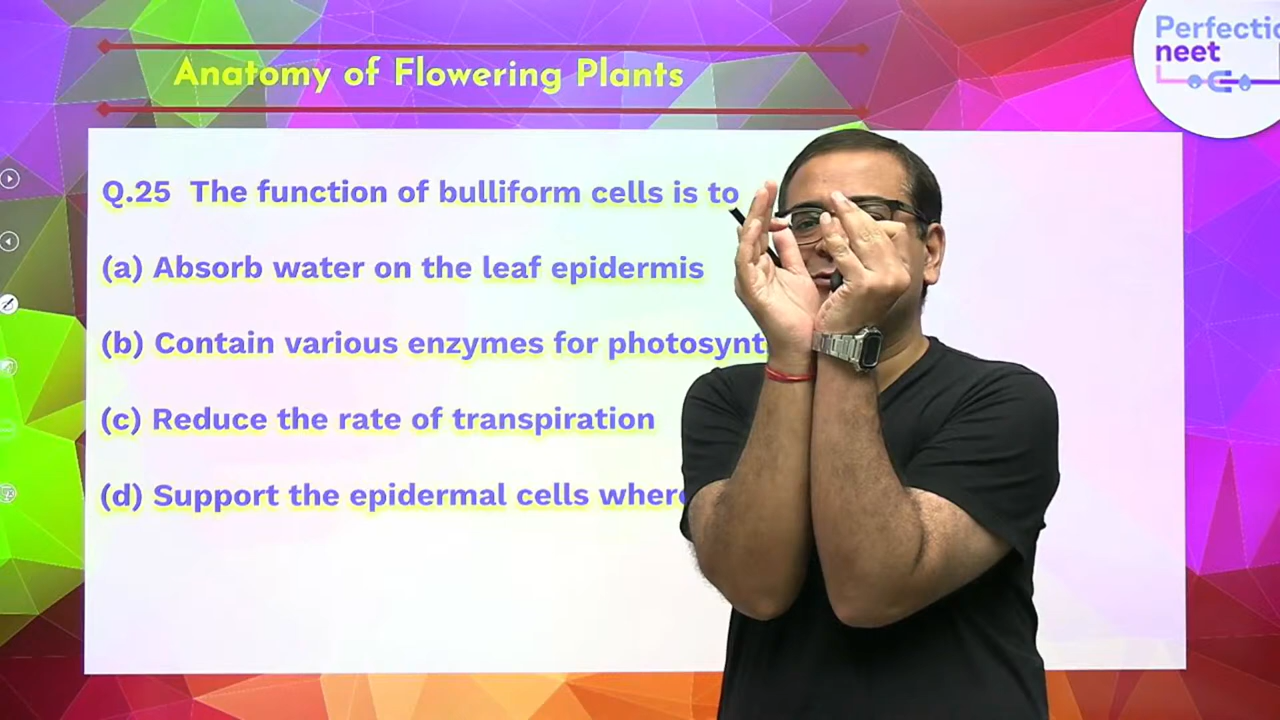 Perfectio
neet
Anatomy of Flowering Plants
Q.25 The function of bulliform cells is to
(a) Absorb water on the leaf epidermis
(b) Contain various enzymes for photosynt
(c) Reduce the rate of transpiration
(d) Support the epidermal cells where